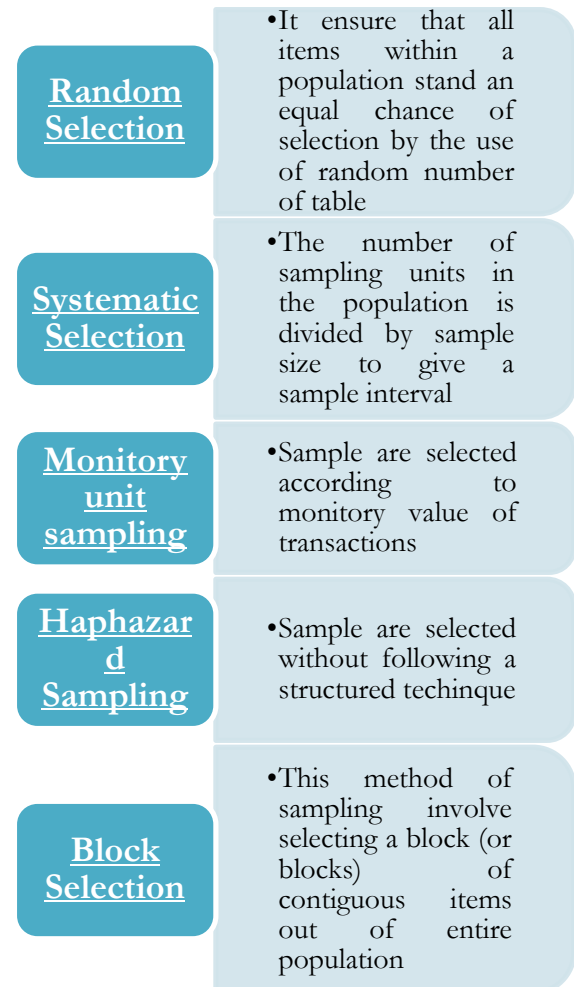 Random
Selection
•It ensure that all
items within a
population stand an
equal chance of
selection by the use
of random number
of table
Systematic
Selection
•The number of
sampling units in
the population is
divided by sample
size to give a
sample interval
Monitory
unit
sampling
•Sample are selected
according to
monitory value of
transactions
Haphazar
d
Sampling
•Sample are selected
without following a
structured techinque
Block
Selection
•This method of
sampling involve
selecting a block (or
blocks) of
contiguous items
out of entire
population